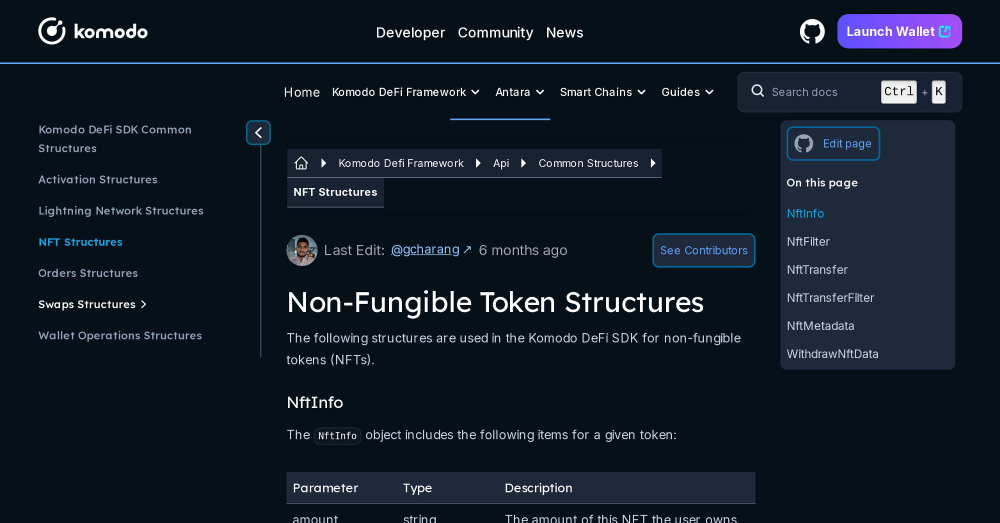 komodo
Developer Community News
Launch Wallet
Home Komodo DeFi Framework Antara Smart Chains Guides
Search docs Ctrl + K
Komodo DeFi SDK Common
Structures
Activation Structures
Lightning Network Structures
NFT Structures
Orders Structures
Swaps Structures
Wallet Operations Structures
Komodo Defi Framework Api Common Structures
NFT Structures
Last Edit: @gcharang ↗ 6 months ago
See Contributors
Non-Fungible Token Structures
The following structures are used in the Komodo DeFi SDK for non-fungible
tokens (NFTs).
NftInfo
The NftInfo object includes the following items for a given token:
Parameter Type Description
amount string The amount of this NFT the user owns
Edit page
On this page
NftInfo
NftFilter
NftTransfer
NftTransferFilter
NftMetadata
WithdrawNftData